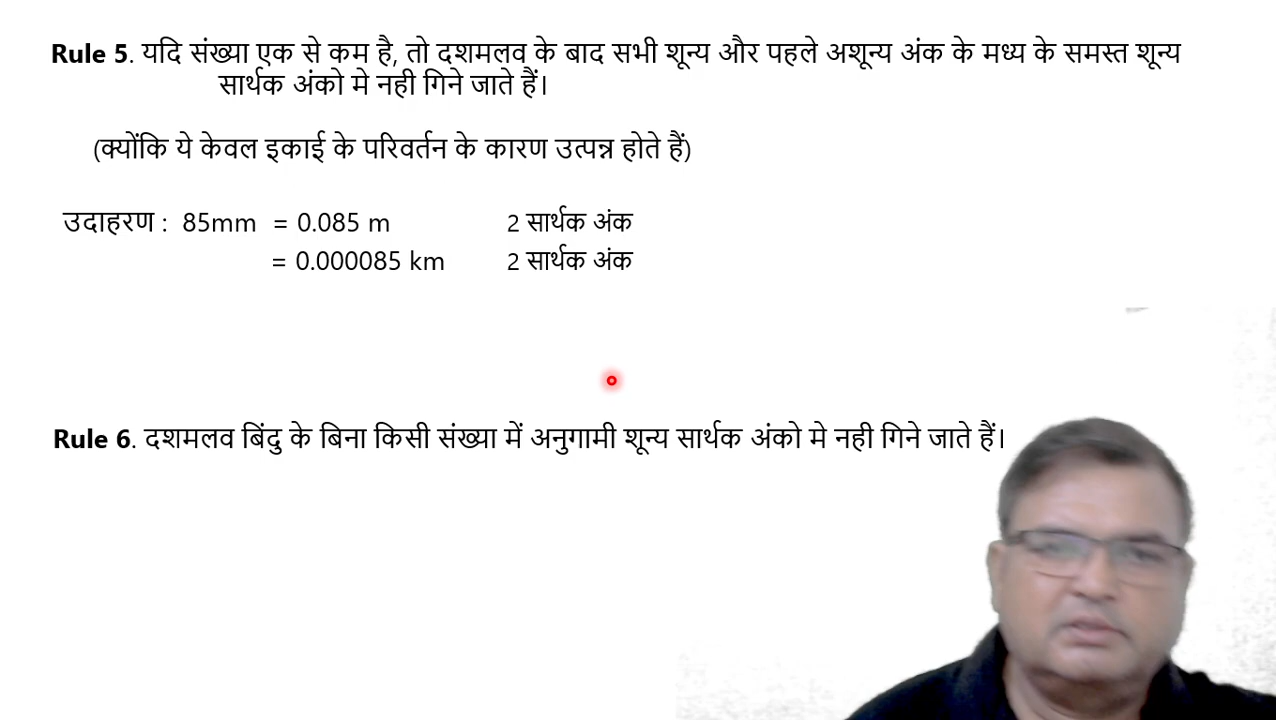 Rule 5. यदि संख्या एक से कम है, तो दशमलव के बाद सभी शून्य और पहले अशून्य अंक के मध्य के समस्त शून्य
सार्थक अंको मे नही गिने जाते हैं।
(क्योंकि ये केवल इकाई के परिवर्तन के कारण उत्पन्न होते हैं)
उदाहरण : 85mm = 0.085 m 2 सार्थक अंक
= 0.000085 km 2 सार्थक अंक
Rule 6. दशमलव बिंदु के बिना किसी संख्या में अनुगामी शून्य सार्थक अंको मे नही गिने जाते हैं।